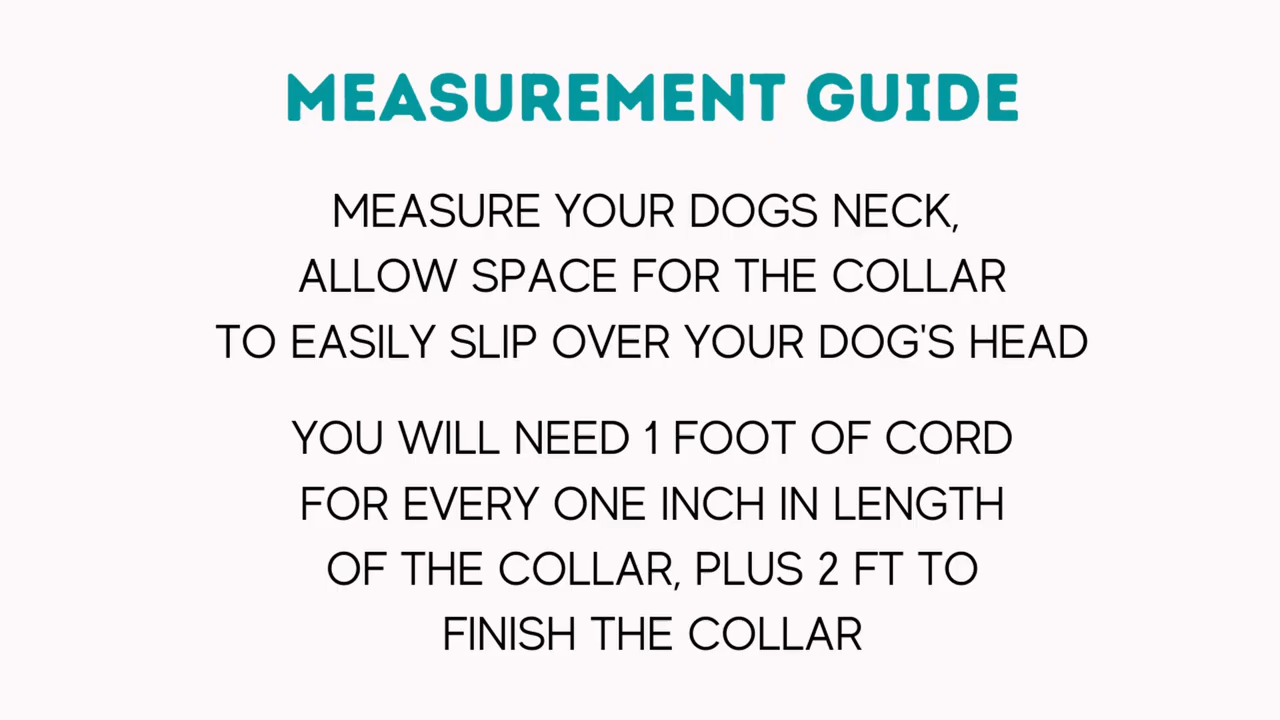 MEASUREMENT GUIDE
MEASURE YOUR DOGS NECK,
ALLOW SPACE FOR THE COLLAR
TO EASILY SLIP OVER YOUR DOG'S HEAD
YOU WILL NEED 1 FOOT OF CORD
FOR EVERY ONE INCH IN LENGTH
OF THE COLLAR, PLUS 2 FT TO
FINISH THE COLLAR